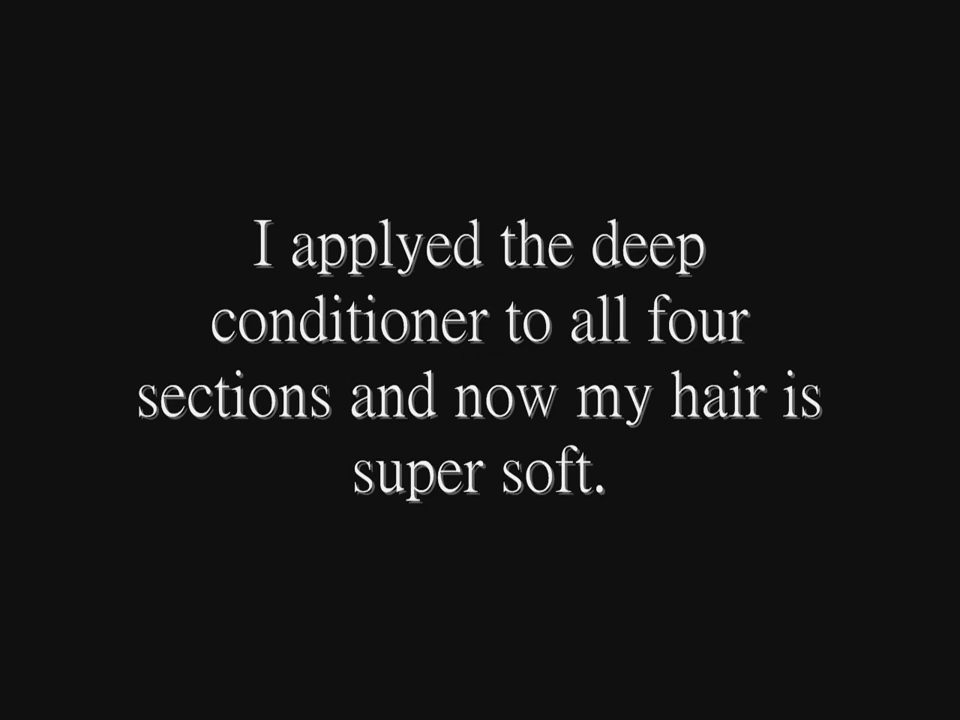 I applyed the deep
conditioner to all four
sections and now my hair is
super soft.